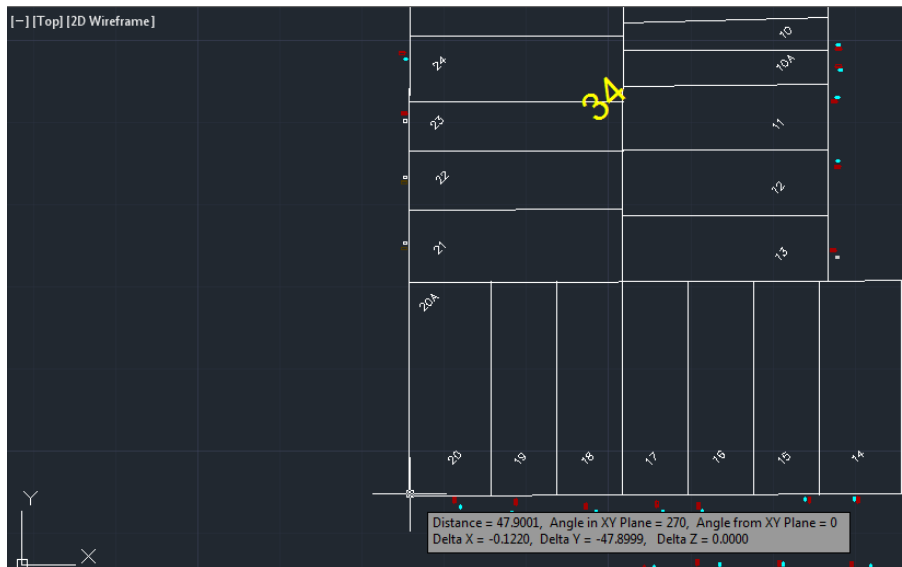 [−] [Top] [2D Wireframe]
10
24
10A
34
23
11
22
12
21
13
20A
20
19
18
17
16
15
14
Y
X
Distance = 47.9001, Angle in XY Plane = 270, Angle from XY Plane = 0
Delta X = -0.1220, Delta Y = -47.8999, Delta Z = 0.0000